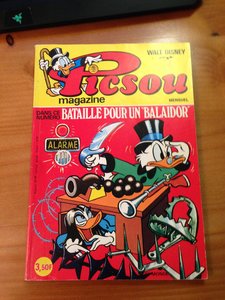 WALT DISNEY
Picsou
magazine
MENSUEL
DANS CE
NUMÉRO
BATAILLE POUR UN "BALAIDOR"
ALARME
3,50F